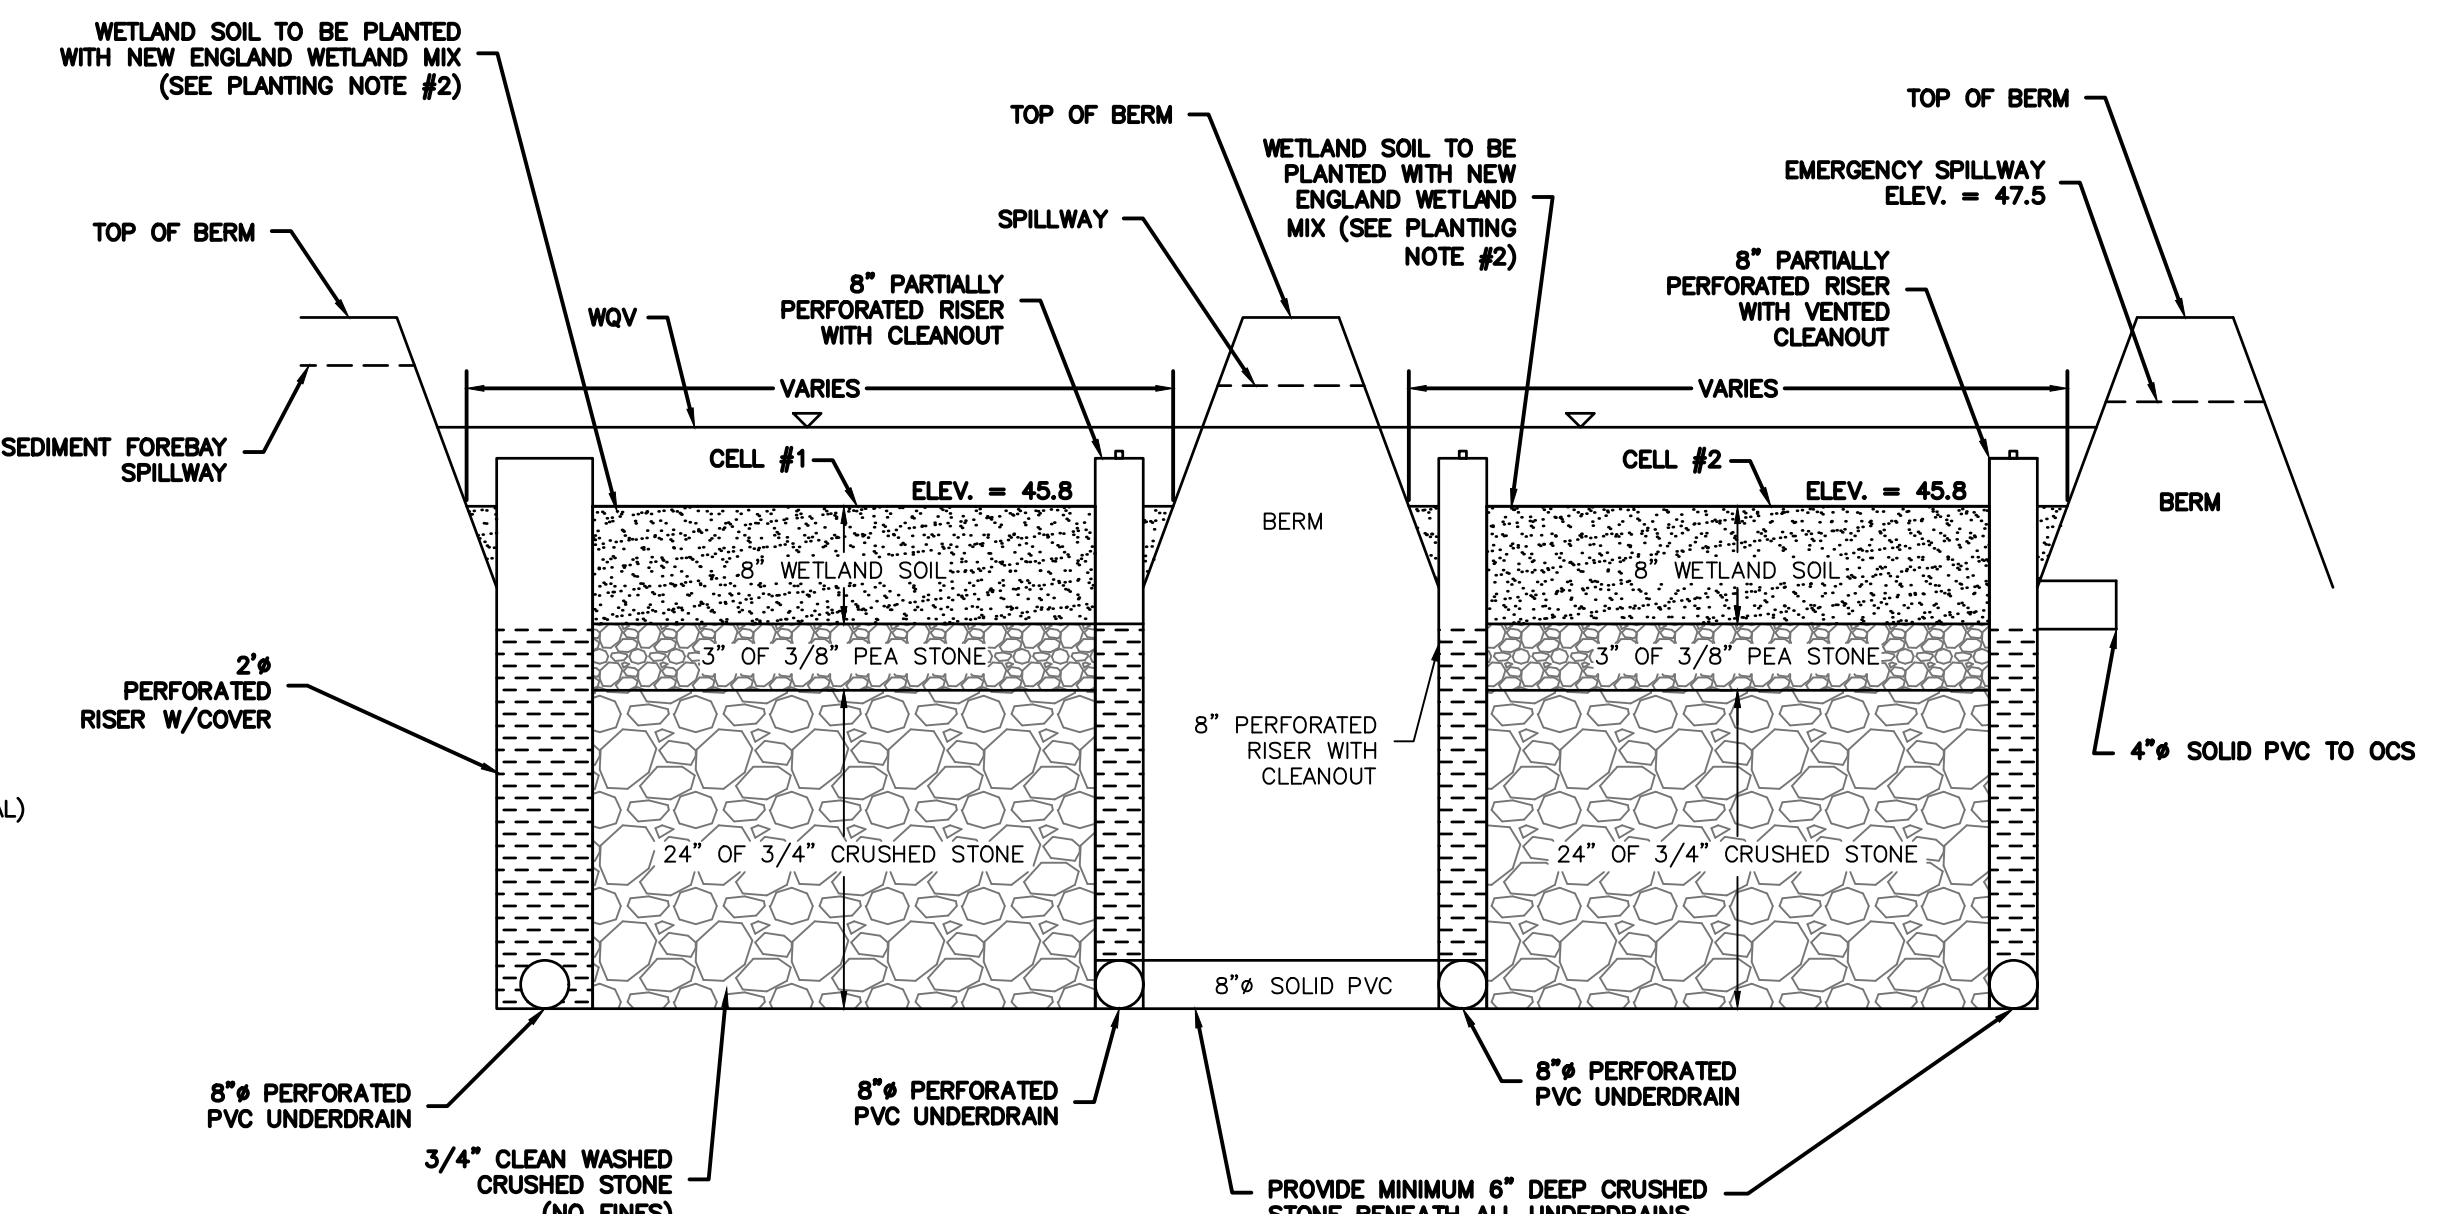 WETLAND SOIL TO BE PLANTED
WITH NEW ENGLAND WETLAND MIX
(SEE PLANTING NOTE #2)
TOP OF BERM
TOP OF BERM
WETLAND SOIL TO BE
PLANTED WITH NEW
ENGLAND WETLAND
MIX (SEE PLANTING
NOTE #2)
TOP OF BERM
EMERGENCY SPILLWAY
ELEV. = 47.5
SPILLWAY
8" PARTIALLY
PERFORATED RISER
WITH CLEANOUT
8" PARTIALLY
PERFORATED RISER
WITH VENTED
CLEANOUT
WQV
VARIES
VARIES
SEDIMENT FOREBAY
SPILLWAY
CELL #1
ELEV. = 45.8
CELL #2
ELEV. = 45.8
BERM
BERM
8" WETLAND SOIL
8" WETLAND SOIL
3" OF 3/8" PEA STONE
3" OF 3/8" PEA STONE
2'ø
PERFORATED
RISER W/COVER
8" PERFORATED
RISER WITH
CLEANOUT
4"ø SOLID PVC TO OCS
AL)
24" OF 3/4" CRUSHED STONE
24" OF 3/4" CRUSHED STONE
8"ø SOLID PVC
8"ø PERFORATED
PVC UNDERDRAIN
8"ø PERFORATED
PVC UNDERDRAIN
8"ø PERFORATED
PVC UNDERDRAIN
3/4" CLEAN WASHED
CRUSHED STONE
(NO FINES)
PROVIDE MINIMUM 6" DEEP CRUSHED
STONE BENEATH ALL UNDERDRAINS